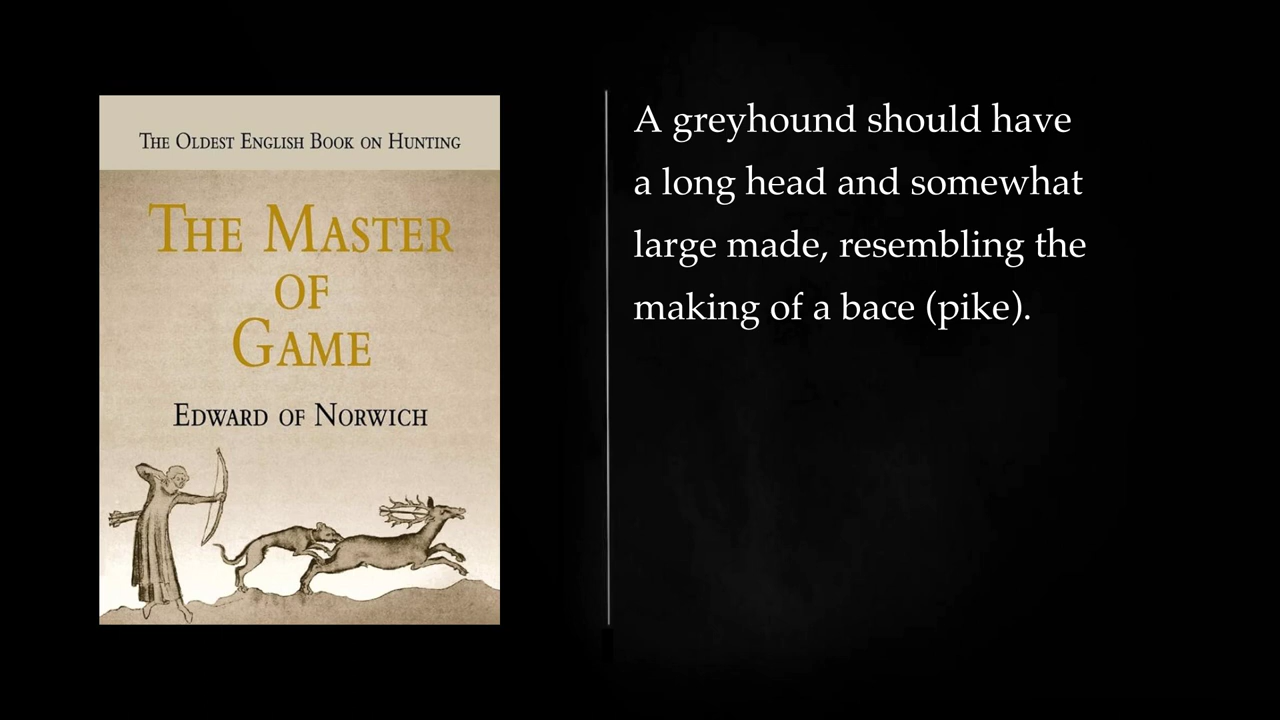 The Oldest English Book on Hunting
The Master
of
Game
Edward of Norwich
A greyhound should have
a long head and somewhat
large made, resembling the
making of a bace (pike).